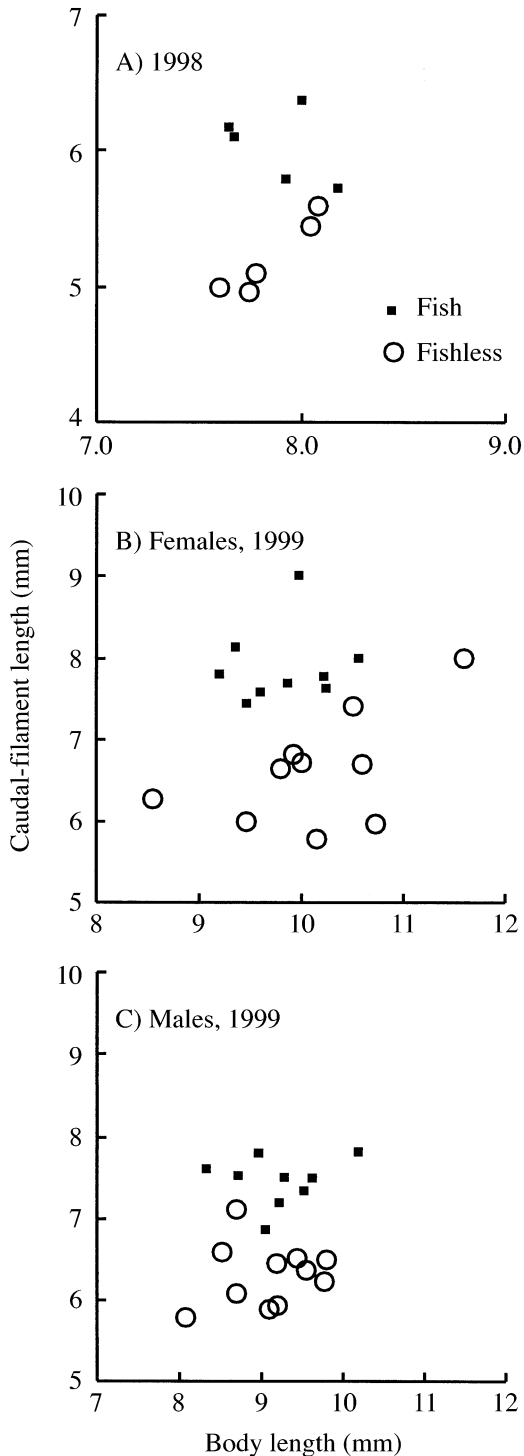 7
A) 1998
6
5
Fish
Fishless
4
7.0 8.0 9.0
10
B) Females, 1999
9
8
7
6
5
8 9 10 11 12
Caudal-filament length (mm)
10
C) Males, 1999
9
8
7
6
5
7 8 9 10 11 12
Body length (mm)